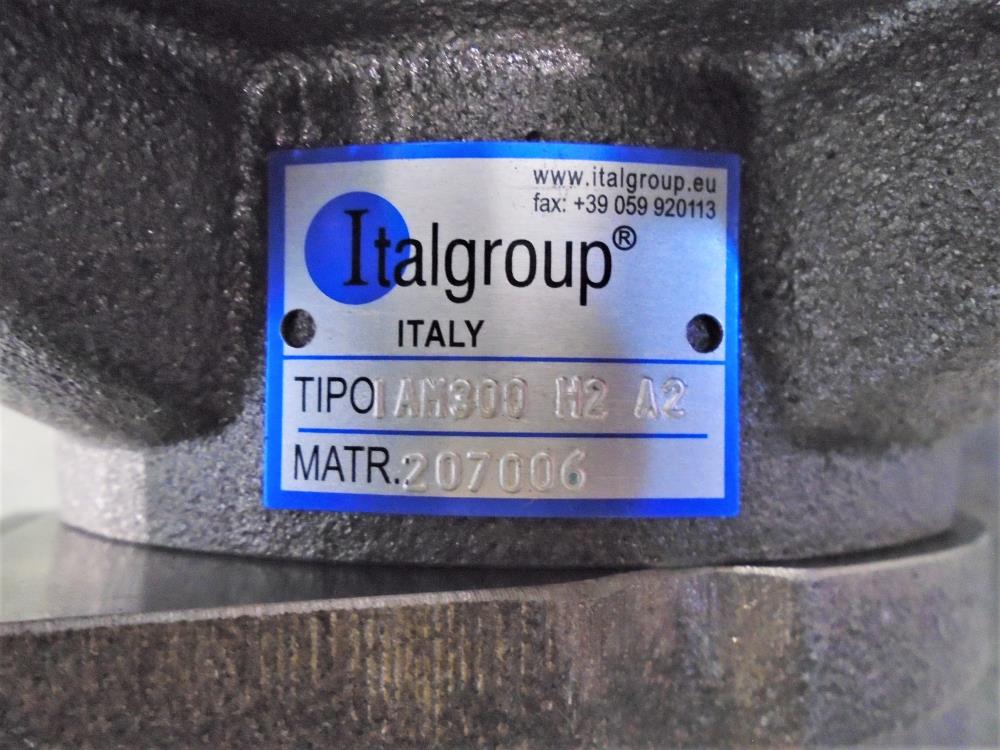 www.italgroup.eu
fax: +39 059 920113
Italgroup®
ITALY
TIPO IAM300 H2 A2
MATR.: 207006